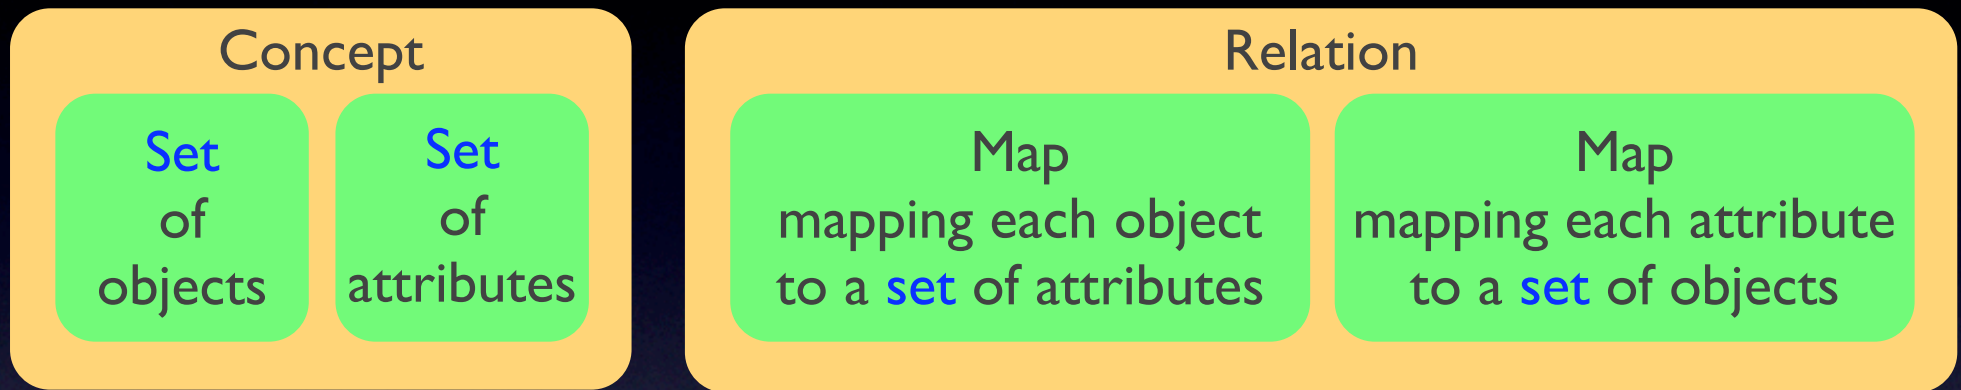 Concept
Set
of
objects
Set
of
attributes
Relation
Map
mapping each object
to a set of attributes
Map
mapping each attribute
to a set of objects